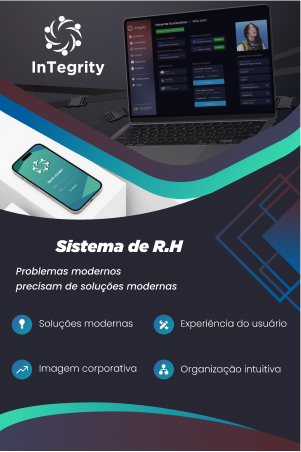 InTegrity
Sistema de R.H
Problemas modernos
precisam de soluções modernas
Soluções modernas
Experiência do usuário
Imagem corporativa
Organização intuitiva